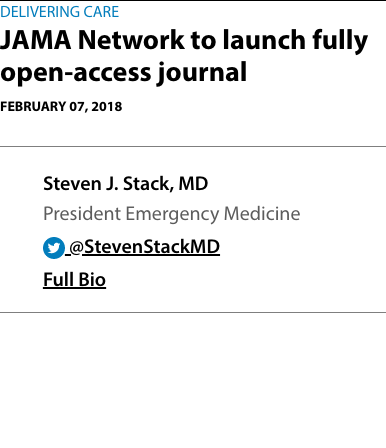 DELIVERING CARE
JAMA Network to launch fully
open-access journal
FEBRUARY 07, 2018
Steven J. Stack, MD
President Emergency Medicine
@StevenStackMD
Full Bio